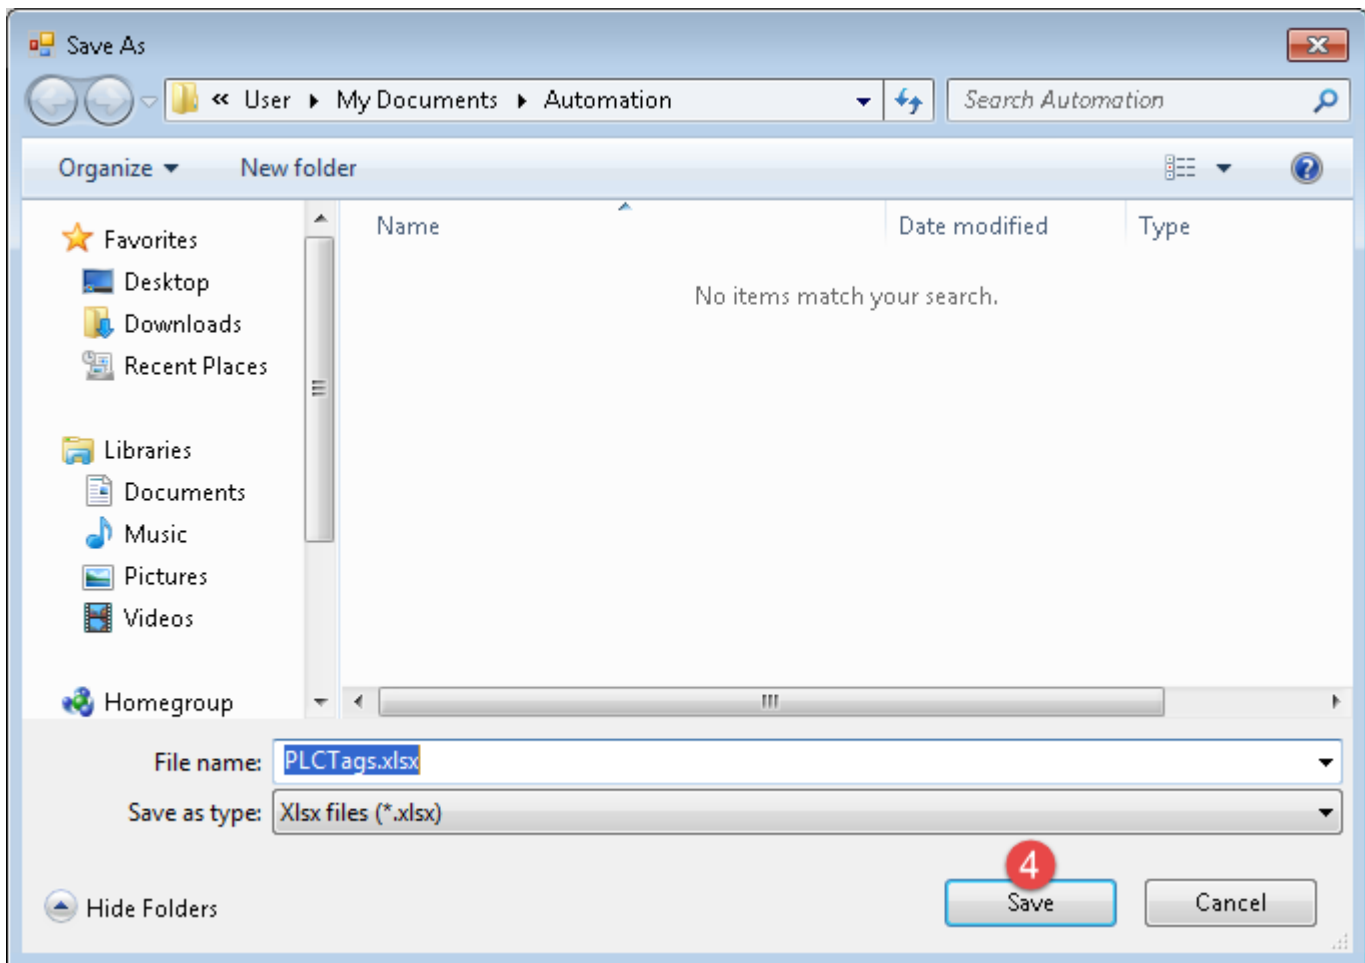 Save As
« User ▸ My Documents ▸ Automation
Search Automation
Organize ▾ New folder
?
Name Date modified Type
Favorites
Desktop
Downloads
Recent Places
Libraries
Documents
Music
Pictures
Videos
Homegroup
No items match your search.
File name: PLCTags.xlsx
Save as type: Xlsx files (*.xlsx)
4
Hide Folders Save Cancel